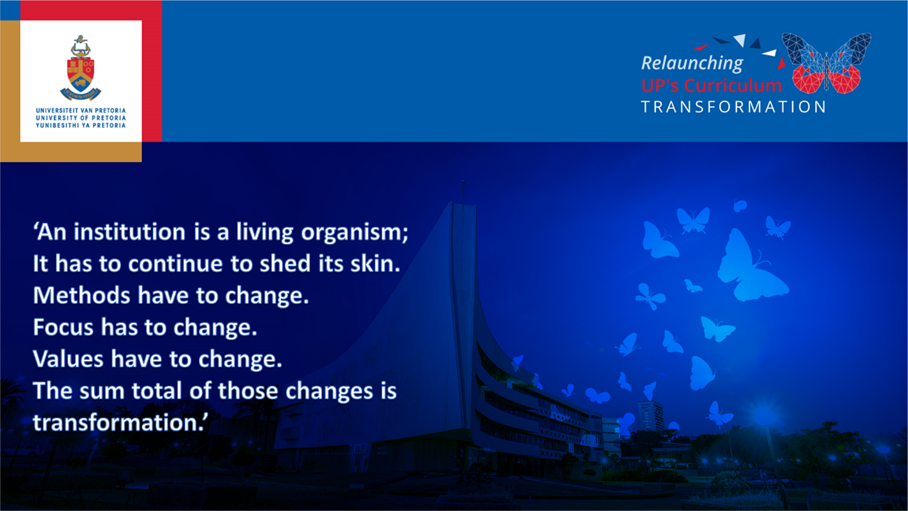 UNIVERSITEIT VAN PRETORIA
UNIVERSITY OF PRETORIA
YUNIBESITHI YA PRETORIA
Relaunching
UP's Curriculum
TRANSFORMATION
‘An institution is a living organism;
It has to continue to shed its skin.
Methods have to change.
Focus has to change.
Values have to change.
The sum total of those changes is
transformation.’